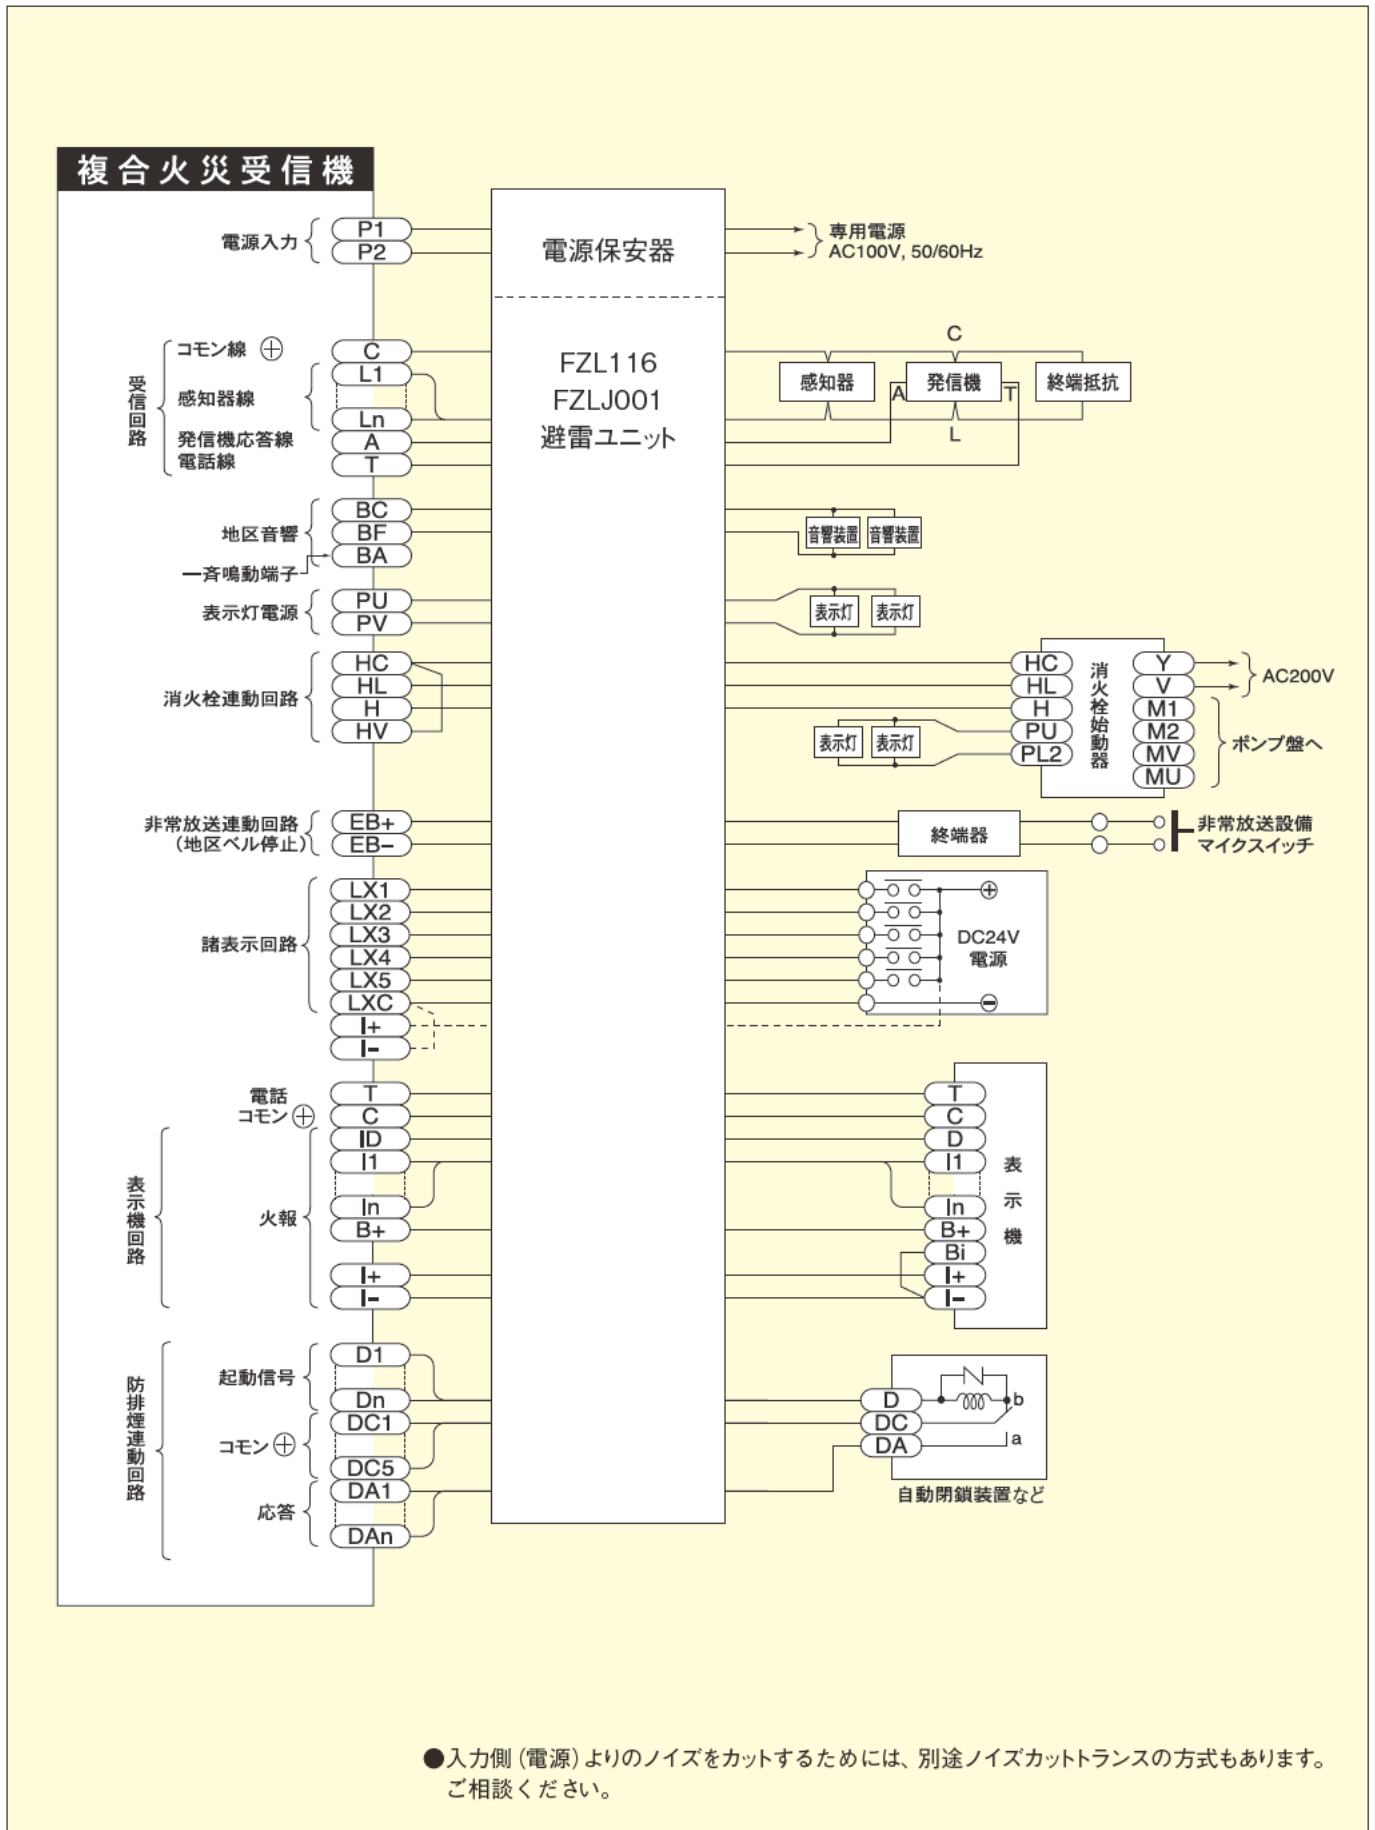 複合火災受信機
電源入力
P1
P2
電源保安器
専用電源
AC100V, 50/60Hz
受信回路
コモン線 ⊕
感知器線
発信機応答線
電話線
C
L1
Ln
A
T
FZL116
FZLJ001
避雷ユニット
C
感知器
A
発信機
T
終端抵抗
L
地区音響
一斉鳴動端子
BC
BF
BA
音響装置
音響装置
表示灯電源
PU
PV
表示灯
表示灯
消火栓連動回路
HC
HL
H
HV
表示灯
表示灯
HC
HL
H
PU
PL2
消火栓始動器
Y
V
M1
M2
MV
MU
AC200V
ポンプ盤へ
非常放送連動回路
(地区ベル停止)
EB+
EB−
終端器
非常放送設備
マイクスイッチ
諸表示回路
LX1
LX2
LX3
LX4
LX5
LXC
I+
I−
⊕
DC24V
電源
⊖
電話
コモン ⊕
表示機回路
火報
T
C
ID
I1
In
B+
I+
I−
T
C
D
I1
In
B+
Bi
I+
I−
表示機
防排煙連動回路
起動信号
コモン ⊕
応答
D1
Dn
DC1
DC5
DA1
DAn
D
DC
DA
b
a
自動閉鎖装置など
●入力側（電源）よりのノイズをカットするためには、別途ノイズカットトランスの方式もあります。
ご相談ください。